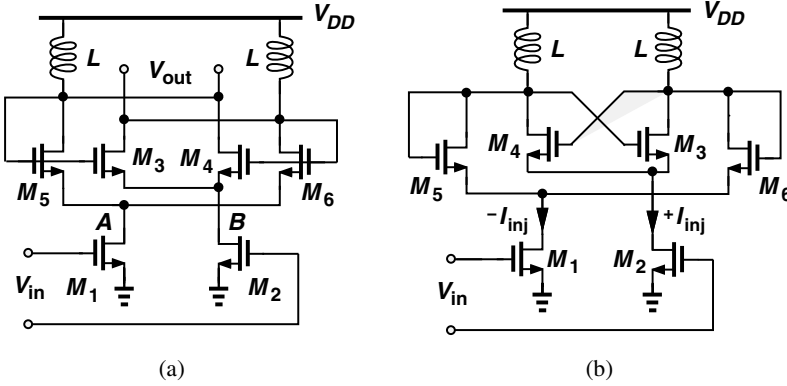 V_DD
L
V_out
L
M_3
M_4
M_5
M_6
A
B
V_in
M_1
M_2
(a)
V_DD
L
L
M_4
M_3
M_5
M_6
−I_inj
+I_inj
M_1
M_2
V_in
(b)